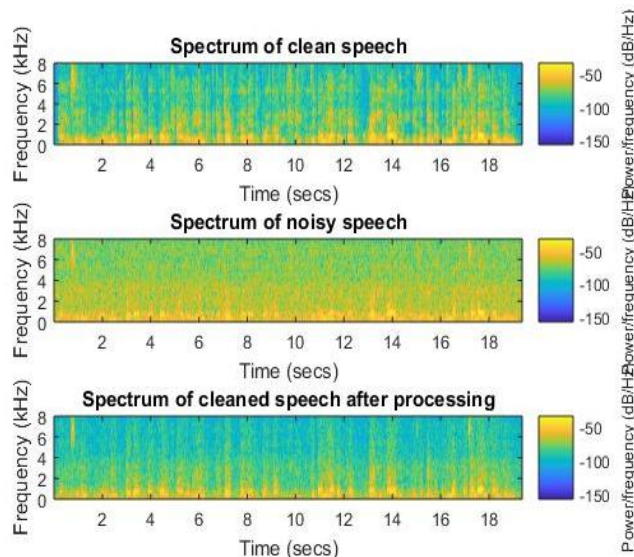 Spectrum of clean speech
Frequency (kHz)
8
6
4
2
0
2 4 6 8 10 12 14 16 18
Time (secs)
-50
-100
-150
Power/frequency (dB/Hz)
Spectrum of noisy speech
Frequency (kHz)
8
6
4
2
0
2 4 6 8 10 12 14 16 18
Time (secs)
-50
-100
-150
Power/frequency (dB/Hz)
Spectrum of cleaned speech after processing
Frequency (kHz)
8
6
4
2
0
2 4 6 8 10 12 14 16 18
Time (secs)
-50
-100
-150
Power/frequency (dB/Hz)